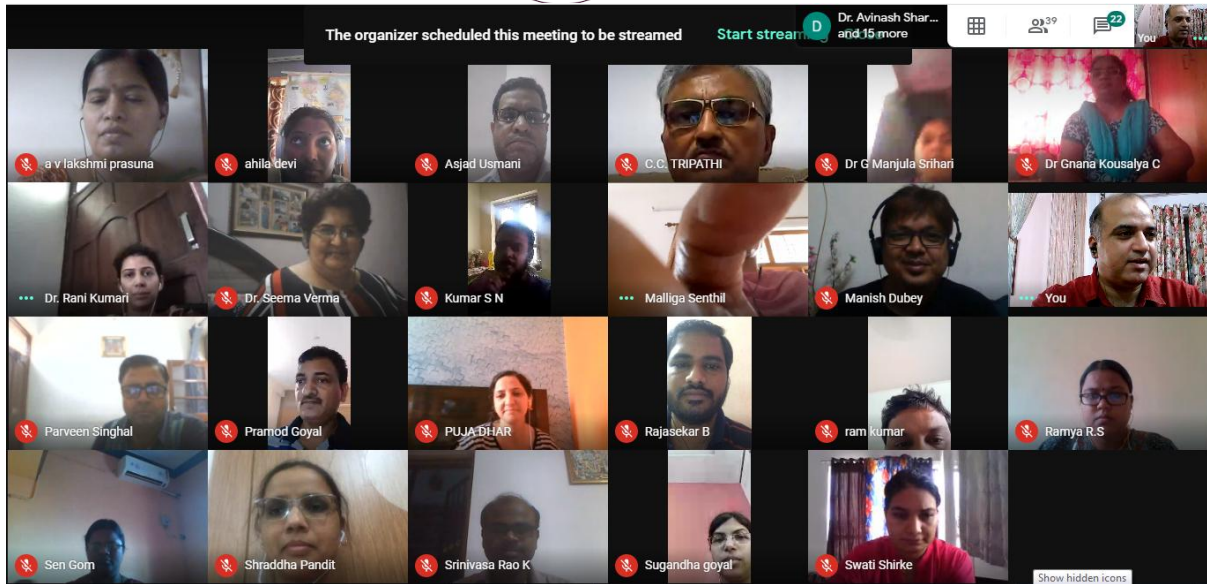 The organizer scheduled this meeting to be streamed
Start streaming
D
Dr. Avinash Shar...
and 15 more
39
22
You
a v lakshmi prasuna
ahila devi
Asjad Usmani
C.C. TRIPATHI
Dr G Manjula Srihari
Dr Gnana Kousalya C
Dr. Rani Kumari
Dr. Seema Verma
Kumar S N
Malliga Senthil
Manish Dubey
You
Parveen Singhal
Pramod Goyal
PUJA DHAR
Rajasekar B
ram kumar
Ramya R.S
Sen Gom
Shraddha Pandit
Srinivasa Rao K
Sugandha goyal
Swati Shirke
Show hidden icons